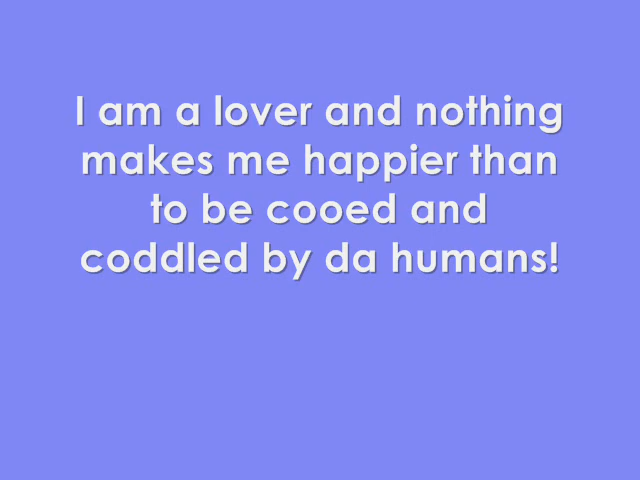 I am a lover and nothing
makes me happier than
to be cooed and
coddled by da humans!